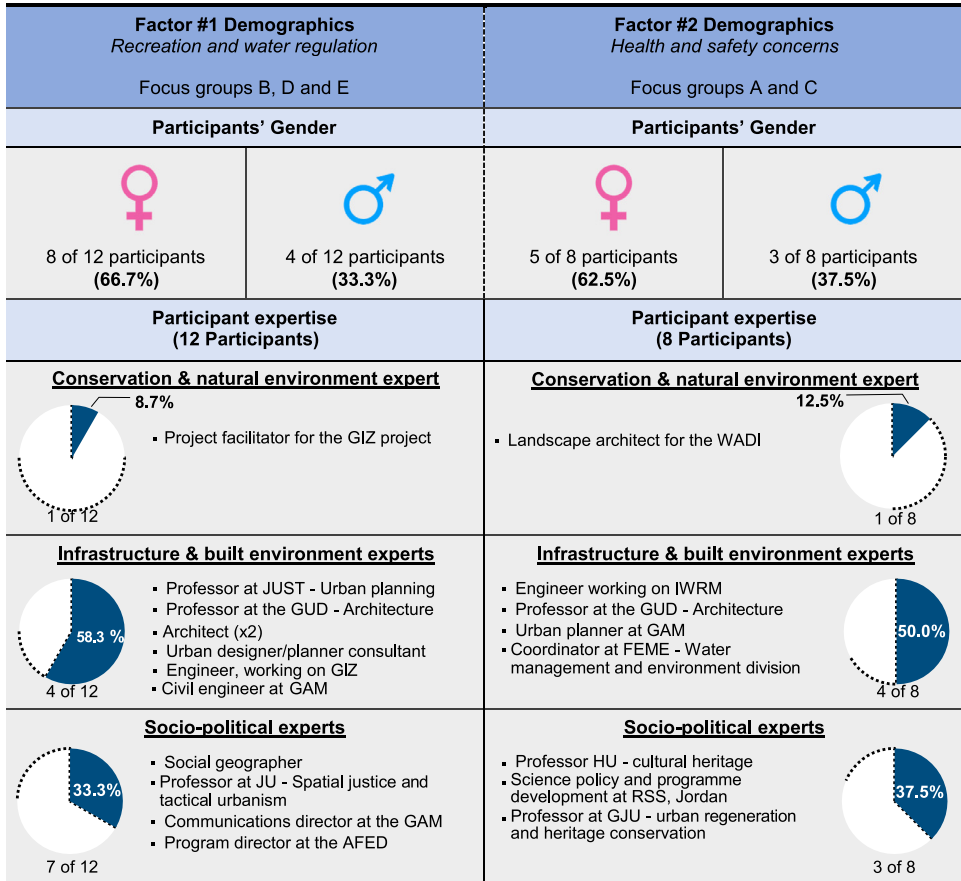 Factor #1 Demographics
Recreation and water regulation
Focus groups B, D and E
Factor #2 Demographics
Health and safety concerns
Focus groups A and C
Participants' Gender
Participants' Gender
8 of 12 participants
(66.7%)
4 of 12 participants
(33.3%)
5 of 8 participants
(62.5%)
3 of 8 participants
(37.5%)
Participant expertise
(12 Participants)
Participant expertise
(8 Participants)
Conservation & natural environment expert
8.7%
▪ Project facilitator for the GIZ project
1 of 12
Conservation & natural environment expert
12.5%
▪ Landscape architect for the WADI
1 of 8
Infrastructure & built environment experts
▪ Professor at JUST - Urban planning
▪ Professor at the GUD - Architecture
▪ Architect (x2)
▪ Urban designer/planner consultant
▪ Engineer, working on GIZ
▪ Civil engineer at GAM
58.3 %
4 of 12
Infrastructure & built environment experts
▪ Engineer working on IWRM
▪ Professor at the GUD - Architecture
▪ Urban planner at GAM
▪ Coordinator at FEME - Water
management and environment division
50.0%
4 of 8
Socio-political experts
▪ Social geographer
▪ Professor at JU - Spatial justice and
tactical urbanism
▪ Communications director at the GAM
▪ Program director at the AFED
33.3%
7 of 12
Socio-political experts
▪ Professor HU - cultural heritage
▪ Science policy and programme
development at RSS, Jordan
▪ Professor at GJU - urban regeneration
and heritage conservation
37.5%
3 of 8